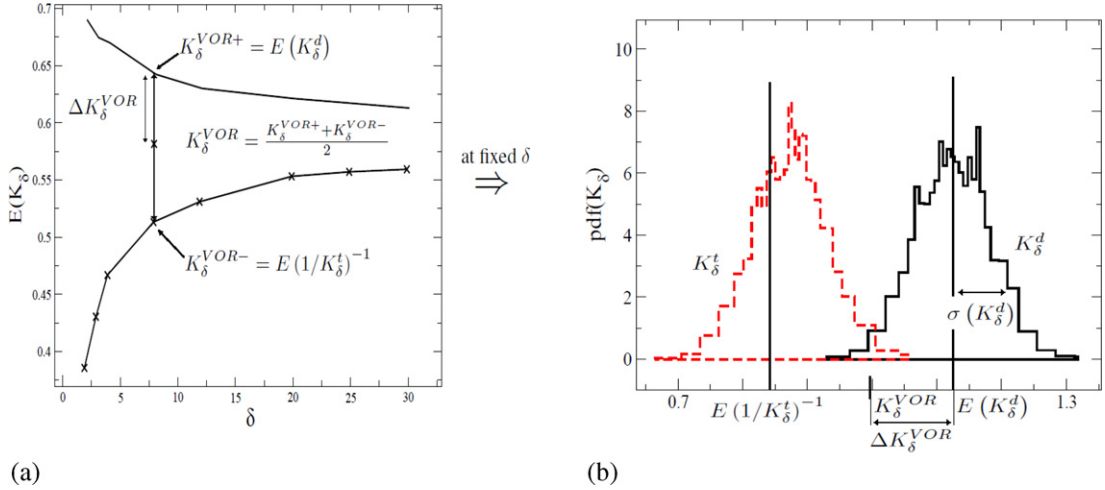 0.7
0.65
0.6
0.55
0.5
0.45
0.4
E(K_δ)
K_δ^{VOR+} = E(K_δ^d)
ΔK_δ^{VOR}
K_δ^{VOR} = \frac{K_δ^{VOR+}+K_δ^{VOR-}}{2}
K_δ^{VOR-} = E(1/K_δ^t)^{-1}
0 5 10 15 20 25 30
δ
(a)
at fixed δ
⇒
10
8
6
4
2
0
pdf(K_δ)
K_δ^t
K_δ^d
σ(K_δ^d)
0.7 1.3
E(1/K_δ^t)^{-1} K_δ^{VOR} E(K_δ^d)
ΔK_δ^{VOR}
(b)